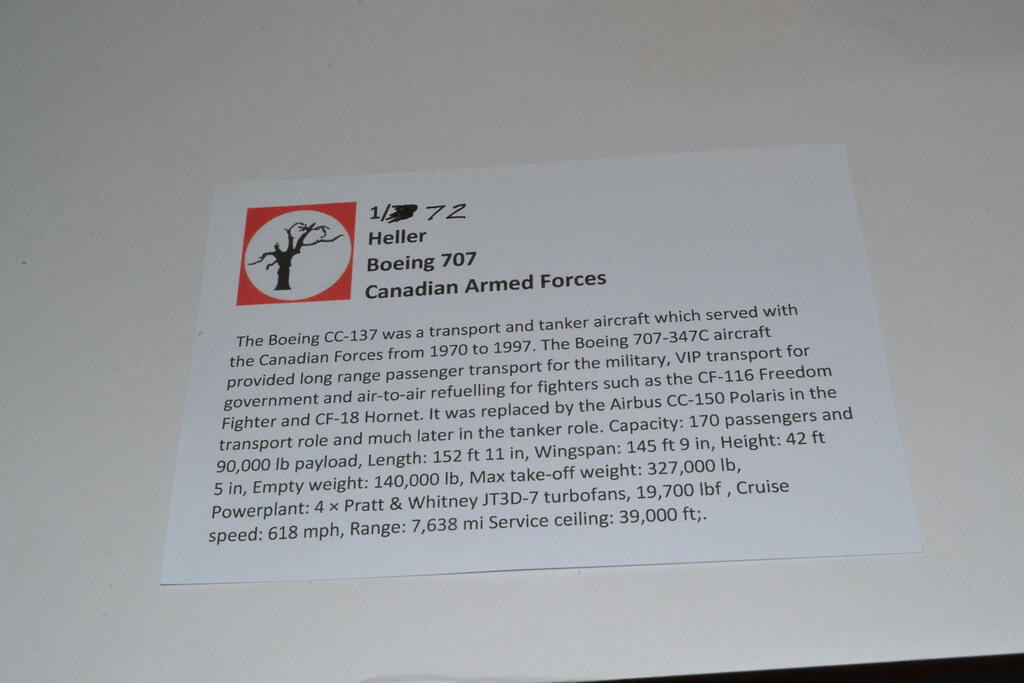 1/72
Heller
Boeing 707
Canadian Armed Forces
The Boeing CC-137 was a transport and tanker aircraft which served with
the Canadian Forces from 1970 to 1997. The Boeing 707-347C aircraft
provided long range passenger transport for the military, VIP transport for
government and air-to-air refuelling for fighters such as the CF-116 Freedom
Fighter and CF-18 Hornet. It was replaced by the Airbus CC-150 Polaris in the
transport role and much later in the tanker role. Capacity: 170 passengers and
90,000 lb payload, Length: 152 ft 11 in, Wingspan: 145 ft 9 in, Height: 42 ft
5 in, Empty weight: 140,000 lb, Max take-off weight: 327,000 lb,
Powerplant: 4 × Pratt & Whitney JT3D-7 turbofans, 19,700 lbf , Cruise
speed: 618 mph, Range: 7,638 mi Service ceiling: 39,000 ft;.